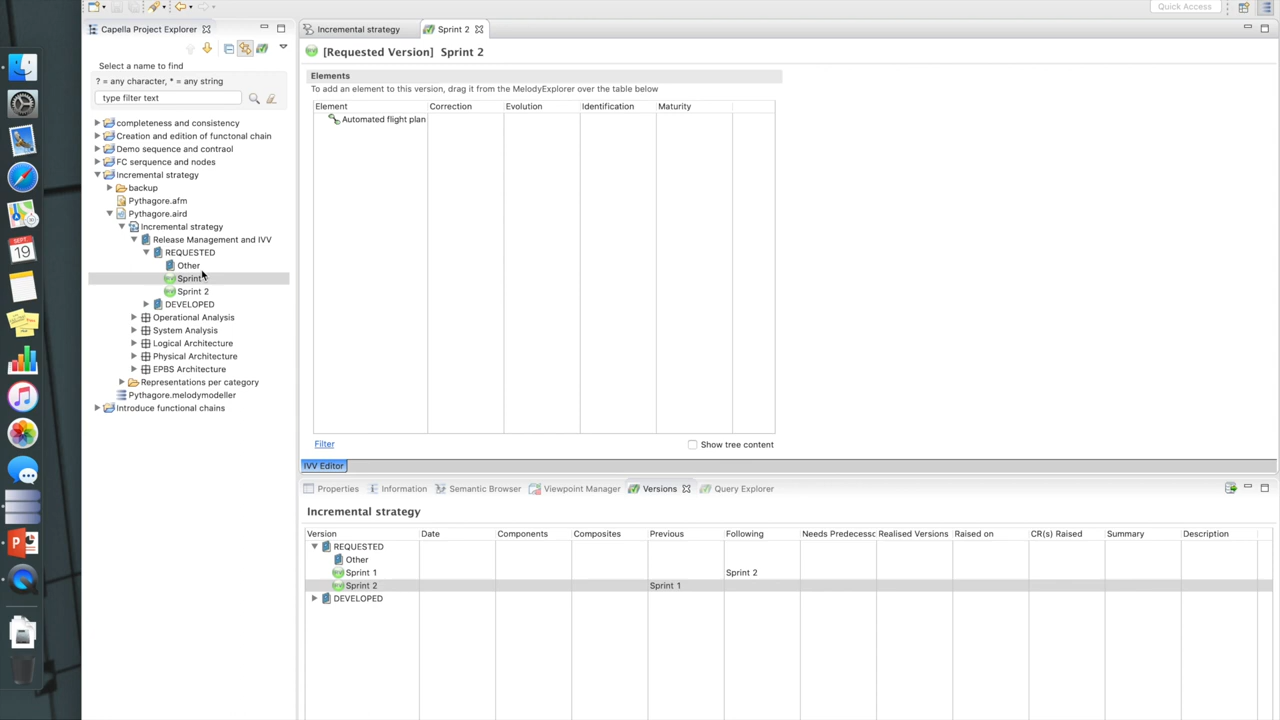 Quick Access
Capella Project Explorer
Incremental strategy
Sprint 2
[Requested Version] Sprint 2
Select a name to find
? = any character, * = any string
type filter text
completeness and consistency
Creation and edition of functonal chain
Demo sequence and contraol
FC serquence and nodes
Incremental strategy
backup
Pythagore.afm
Pythagore.aird
Incremental strategy
Release Management and IVV
REQUESTED
Other
Sprint
Sprint 2
DEVELOPED
Operational Analysis
System Analysis
Logical Architecture
Physical Architecture
EPBS Architecture
Representations per category
Pythagore.melodymodeller
Introduce functional chains
Elements
To add an element to this version, drag it from the MelodyExplorer over the table below
Element Correction Evolution Identification Maturity
Automated flight plan
Filter
Show tree content
IVV Editor
Properties Information Semantic Browser Viewpoint Manager Versions Query Explorer
Incremental strategy
Version Date Components Composites Previous Following Needs Predecessc Realised Versions Raised on CR(s) Raised Summary Description
REQUESTED
Other
Sprint 1 Sprint 2
Sprint 2 Sprint 1
DEVELOPED
SEPT.
19